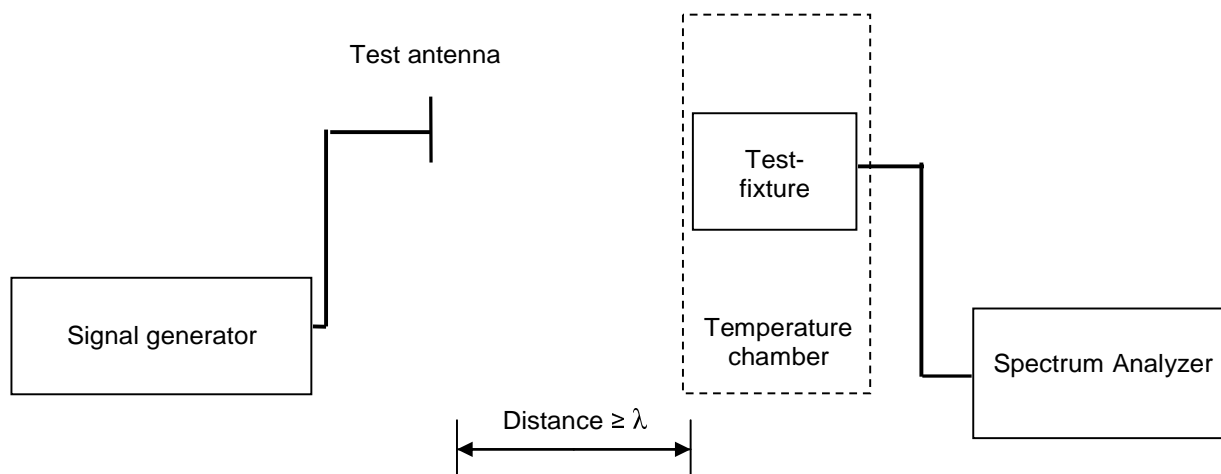 Test antenna
Test-
fixture
Signal generator
Temperature
chamber
Spectrum Analyzer
Distance ≥ λ